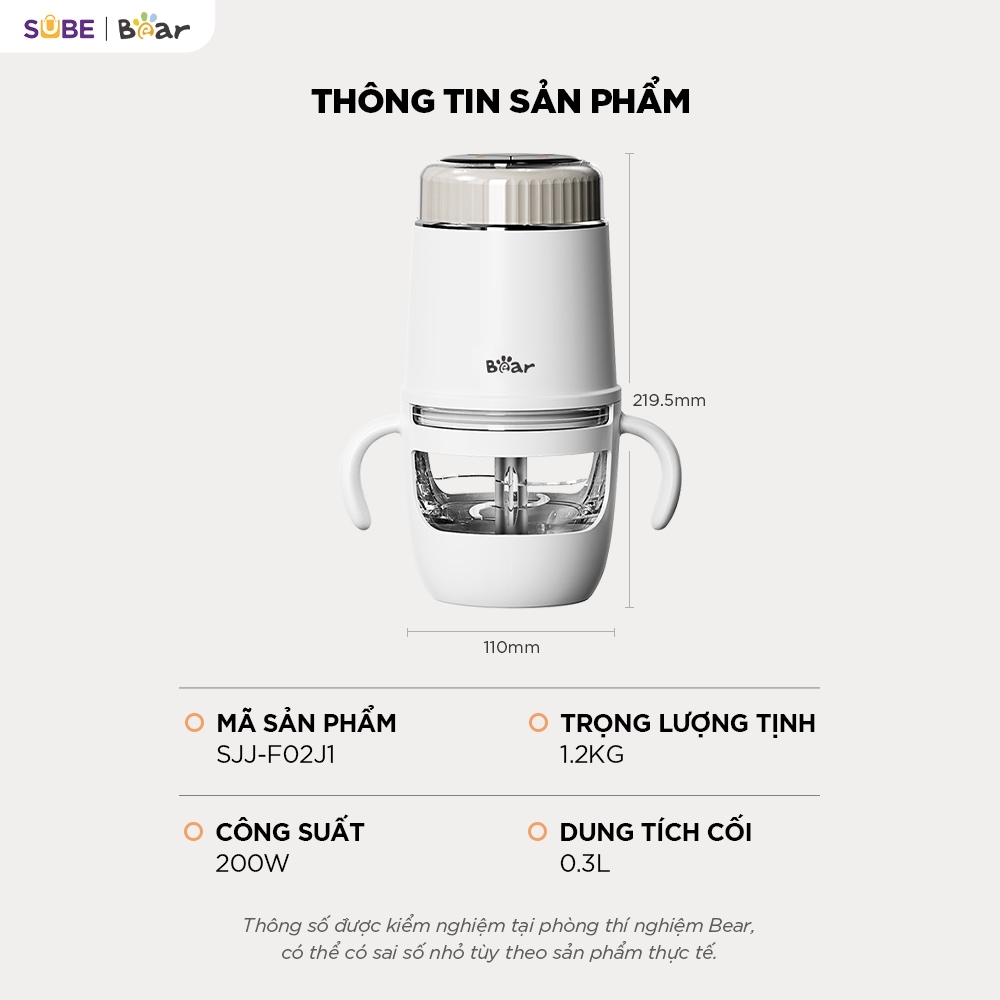 SUBE | Bear
THÔNG TIN SẢN PHẨM
Bear
219.5mm
110mm
MÃ SẢN PHẨM
SJJ-F02J1
TRỌNG LƯỢNG TỊNH
1.2KG
CÔNG SUẤT
200W
DUNG TÍCH CỐI
0.3L
Thông số được kiểm nghiệm tại phòng thí nghiệm Bear,
có thể có sai số nhỏ tùy theo sản phẩm thực tế.